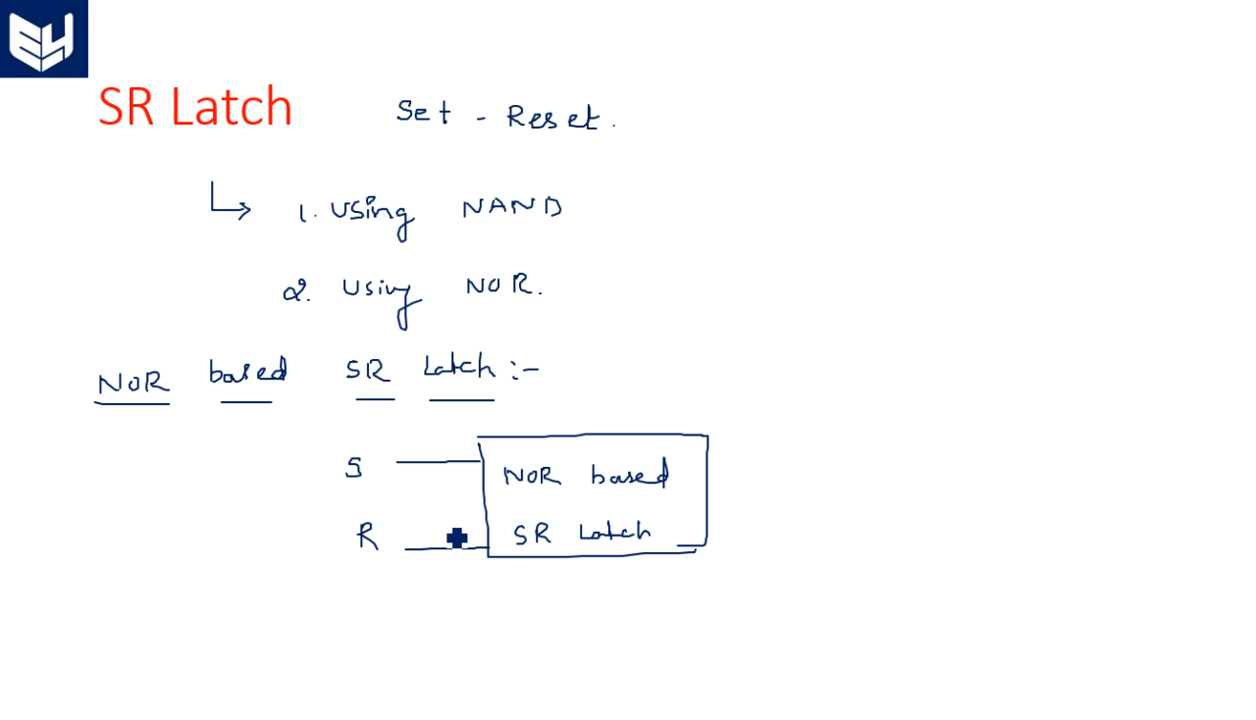 SR Latch Set - Reset.
1. Using NAND
2. Using NOR.
NOR based SR Latch :-
S NOR based
R SR Latch